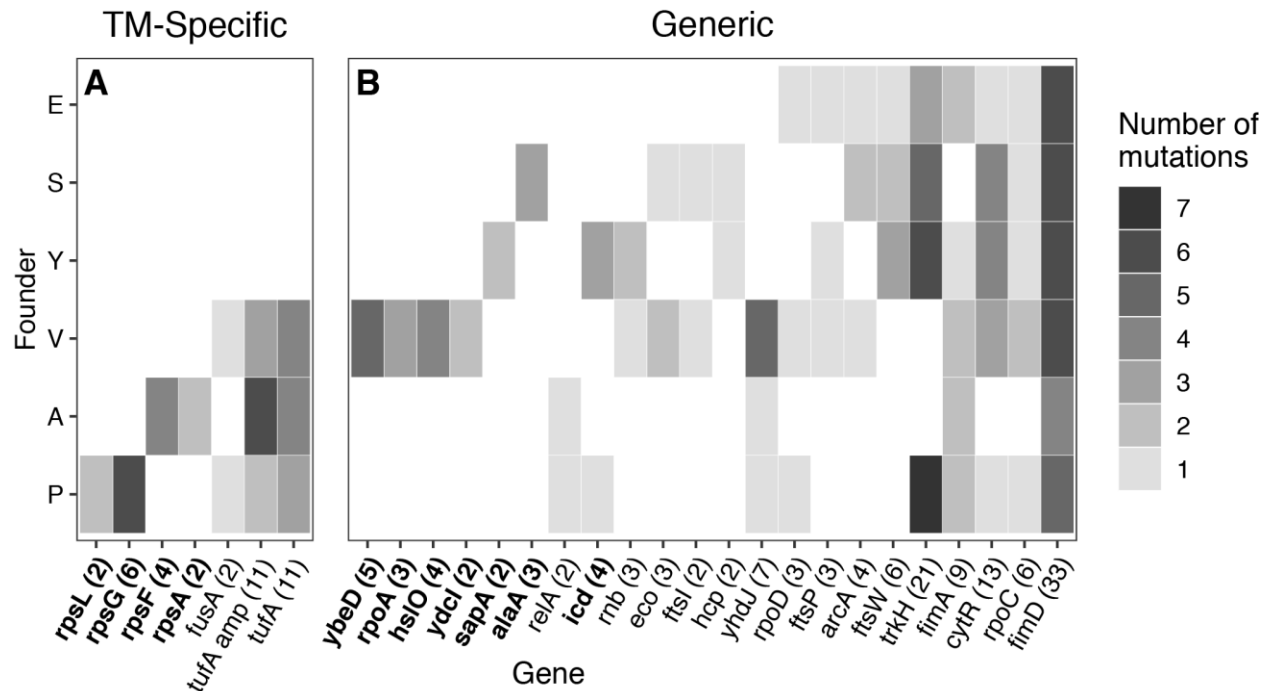 TM-Specific
Generic
A
B
E
S
Y
V
A
P
Founder
rpsL (2)
rpsG (6)
rpsF (4)
rpsA (2)
fusA (2)
tufA amp (11)
tufA (11)
ybeD (5)
rpoA (3)
hslO (4)
ydcI (2)
sapA (2)
alaA (3)
relA (2)
icd (4)
rnb (3)
eco (3)
ftsI (2)
hcp (2)
yhdJ (7)
rpoD (3)
ftsP (3)
arcA (4)
ftsW (6)
trkH (21)
fimA (9)
cytR (13)
rpoC (6)
fimD (33)
Gene
Number of
mutations
7
6
5
4
3
2
1